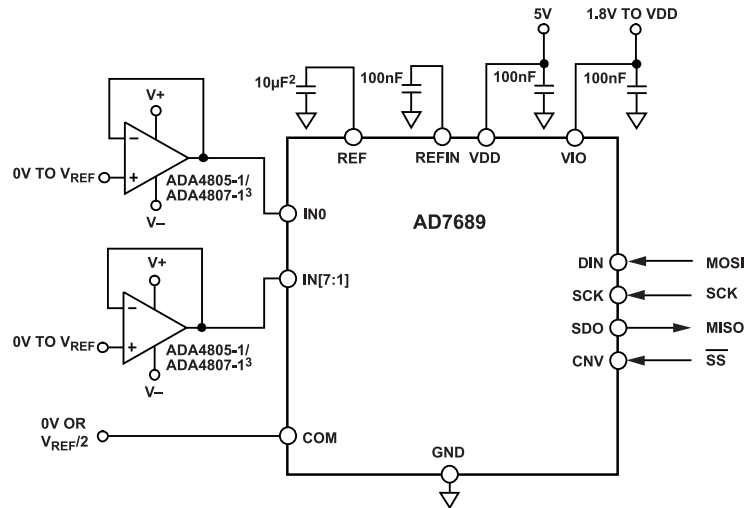 5V
1.8V TO VDD
10µF2
100nF
100nF
100nF
V+
−
+
0V TO VREF
ADA4805-1/
ADA4807-13
V–
REF
REFIN
VDD
VIO
AD7689
IN0
IN[7:1]
V+
−
+
0V TO VREF
ADA4805-1/
ADA4807-13
V–
DIN
MOSI
SCK
SCK
SDO
MISO
CNV
SS
0V OR
VREF/2
COM
GND